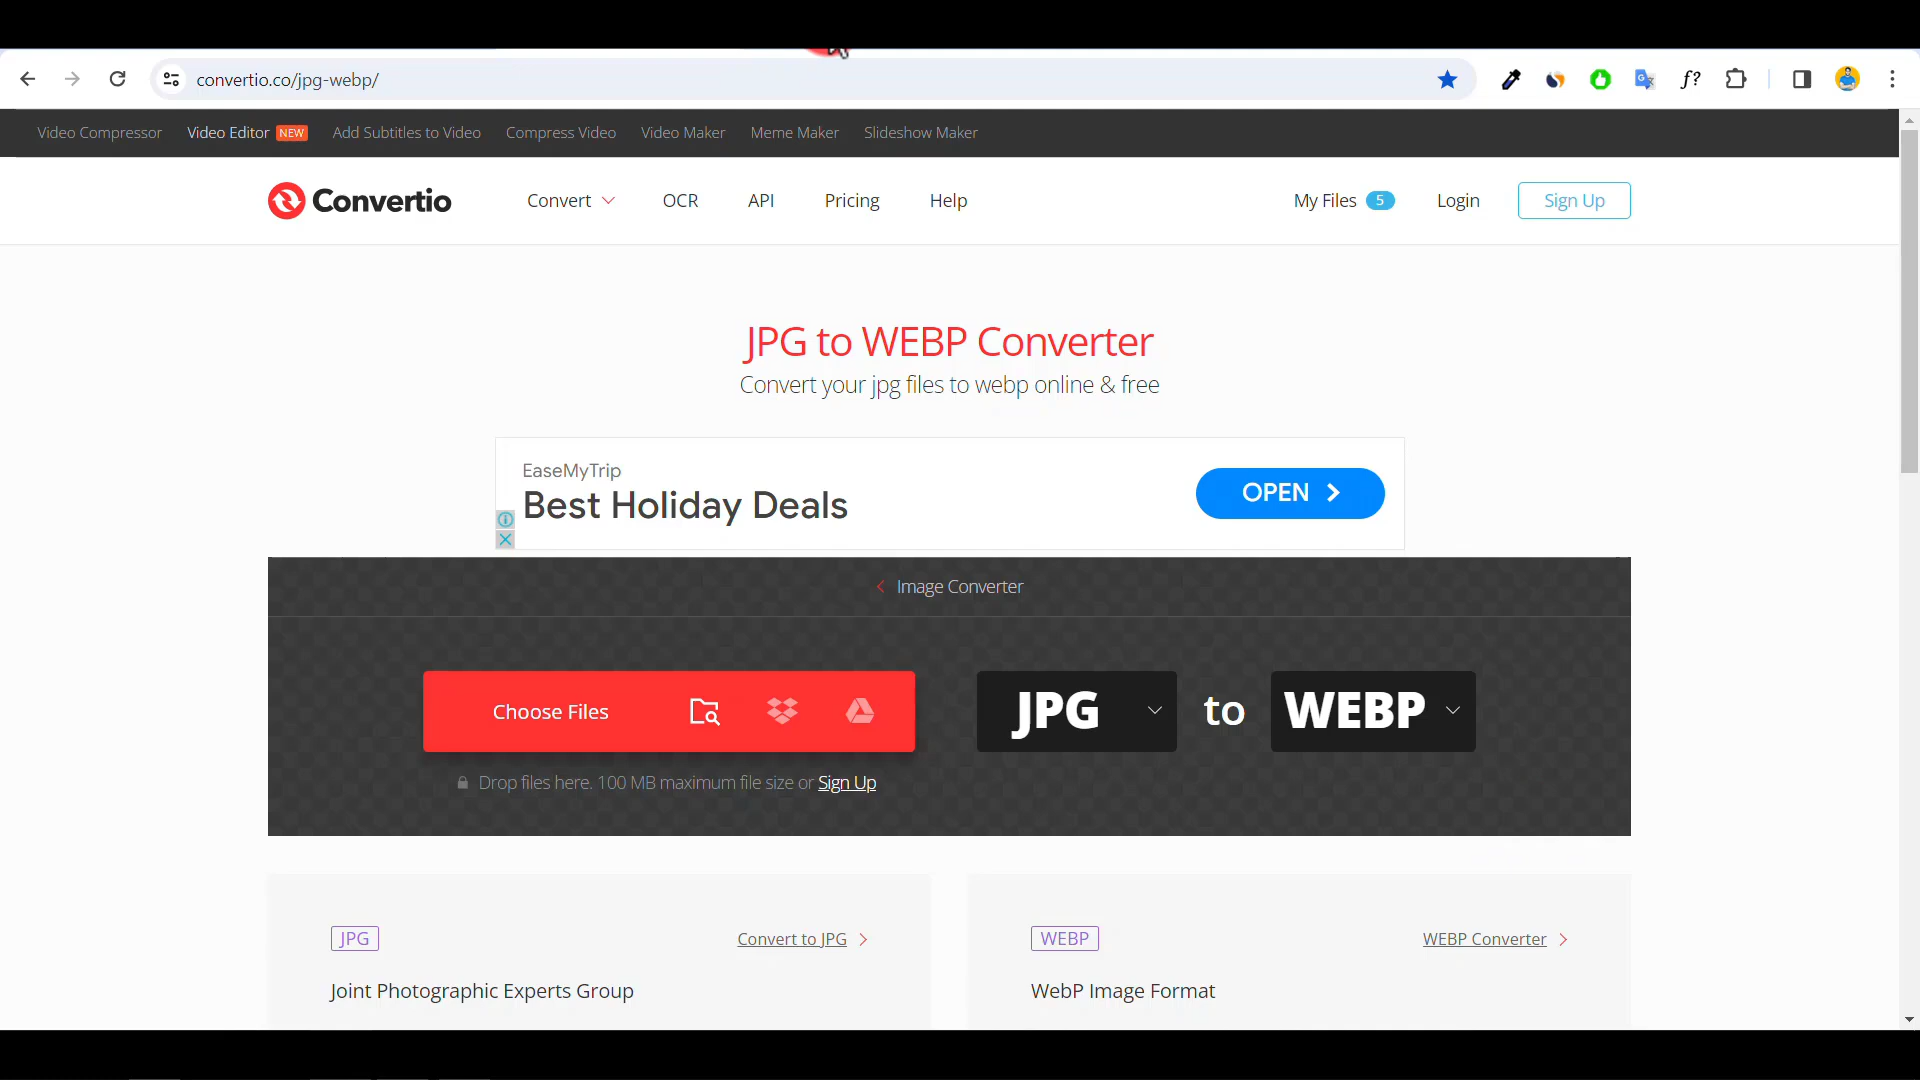 convertio.co/jpg-webp/
f?
Video Compressor Video Editor NEW Add Subtitles to Video Compress Video Video Maker Meme Maker Slideshow Maker
Convertio Convert OCR API Pricing Help My Files 5 Login Sign Up
JPG to WEBP Converter
Convert your jpg files to webp online & free
EaseMyTrip
Best Holiday Deals
OPEN
Image Converter
Choose Files JPG to WEBP
Drop files here. 100 MB maximum file size or Sign Up
JPG Convert to JPG
Joint Photographic Experts Group
WEBP WEBP Converter
WebP Image Format